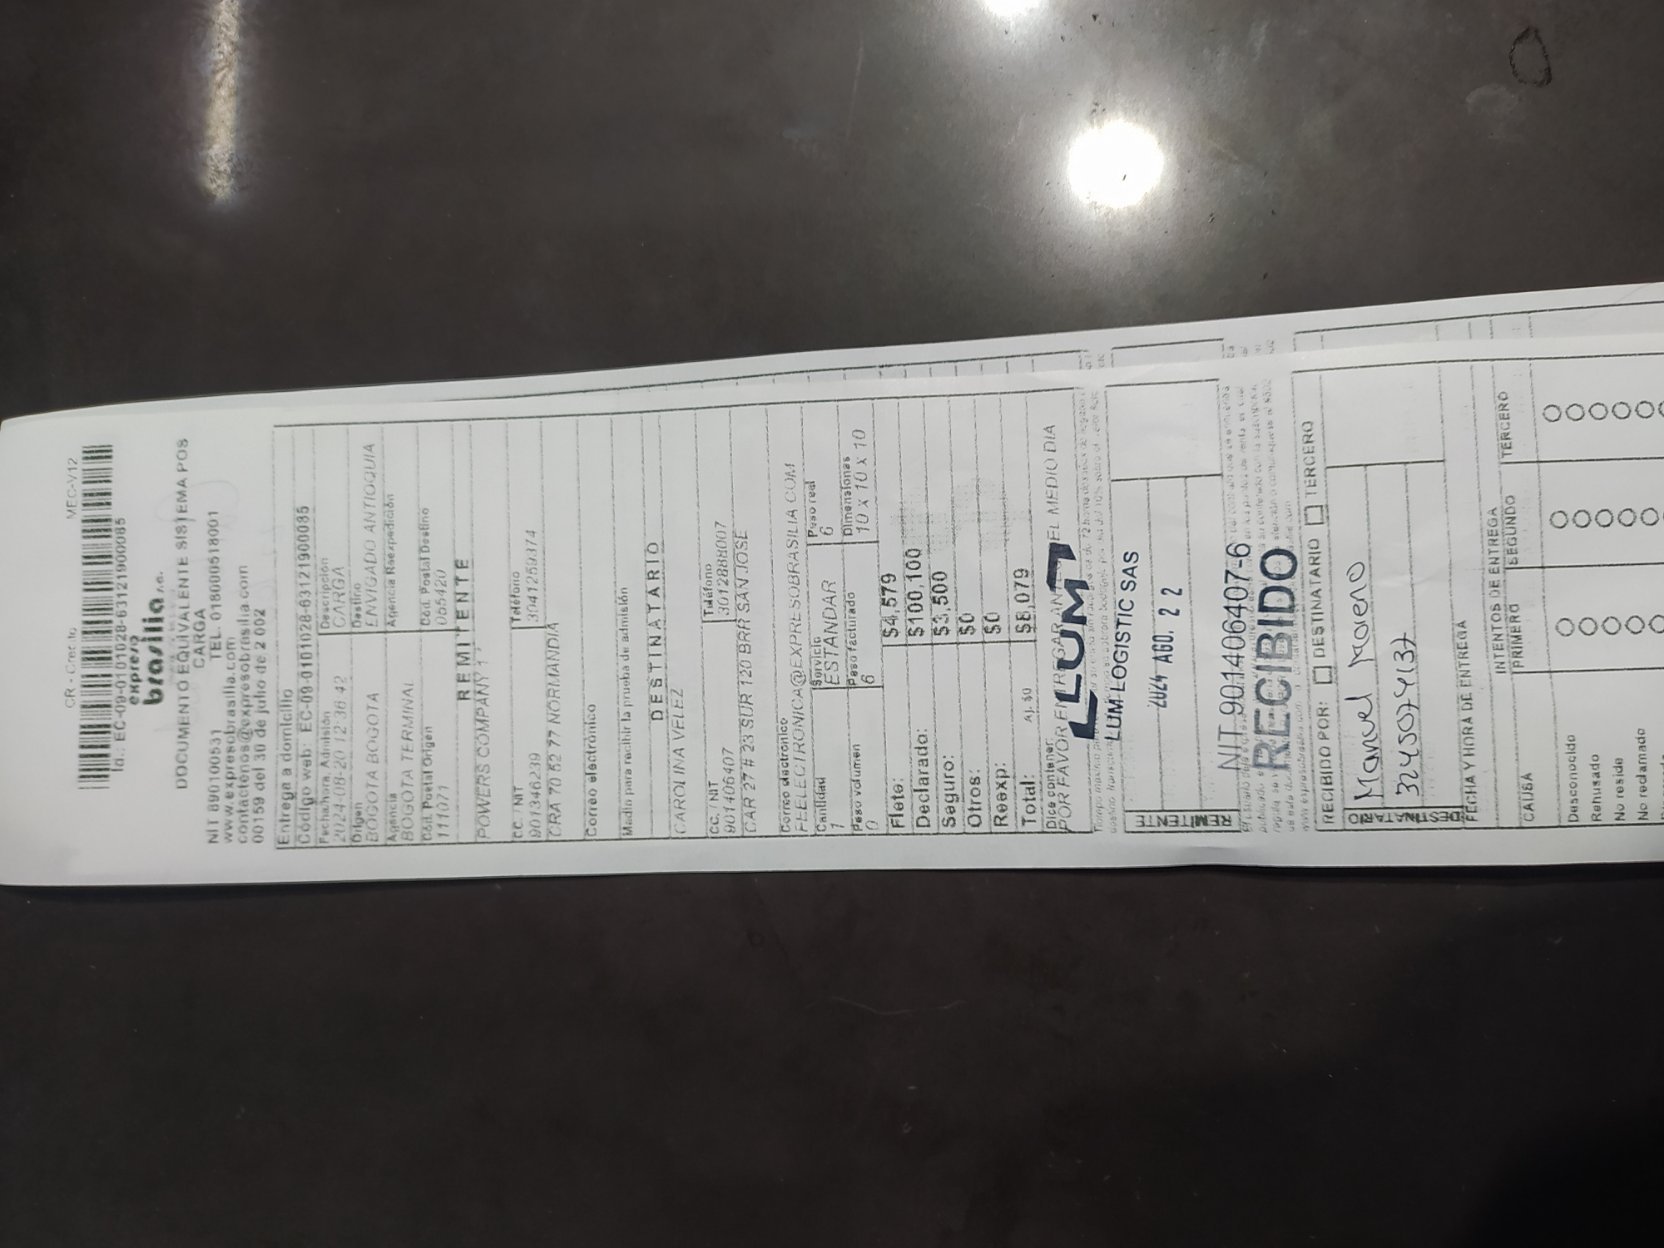 CR - Credito MEC-V12
Id.: EC-09-0101028-63121900085
expreso
brasilia s.a.
DOCUMENTO EQUIVALENTE SISTEMA POS
CARGA
NIT 890100531 TEL. 018000518001
www.expresobrasilia.com
contactenos@expresobrasilia.com
00159 del 30 de julio de 2 002
Entrega a domicilio
Código web: EC-09-0101028-63121900085
Fecha/hora. Admisión Descripción
2024-08-20 12:36:42 CARGA
Origen Destino
BOGOTA BOGOTA ENVIGADO ANTIOQUIA
Agencia Agencia Reexpedición
BOGOTA TERMINAL
Cód. Postal Origen Cód. Postal Destino
111071 055420
REMITENTE
POWERS COMPANY * *
CC / NIT Teléfono
901346239 3041259374
CRA 70 52 77 NORMANDIA
Correo electrónico
Medio para recibir la prueba de admisión
DESTINATARIO
CAROLINA VELEZ
CC / NIT Teléfono
901406407 3012888007
CAR 27 # 23 SUR 120 BRR SAN JOSE
Correo electrónico
FEELECTRONICA@EXPRESOBRASILIA.COM
Cantidad Servicio Peso real
1 ESTANDAR 6
Peso volumen Peso facturado Dimensiones
0 6 10 x 10 x 10
Flete: $4,579
Declarado: $100,100
Seguro: $3,500
Otros: $0
Reexp: $0
Total: Aj. $0 $8,079
Dice contener:
POR FAVOR ENTREGAR ANTES DEL MEDIO DIA
LUM
LUM LOGISTIC SAS
2024 AGO. 22
REMITENTE
NIT 901406407-6
RECIBIDO
RECIBIDO POR: DESTINATARIO TERCERO
Manuel Moreno
3245074137
DESTINATARIO
FECHA Y HORA DE ENTREGA
INTENTOS DE ENTREGA
CAUSA PRIMERO SEGUNDO TERCERO
Desconocido
Rehusado
No reside
No reclamado